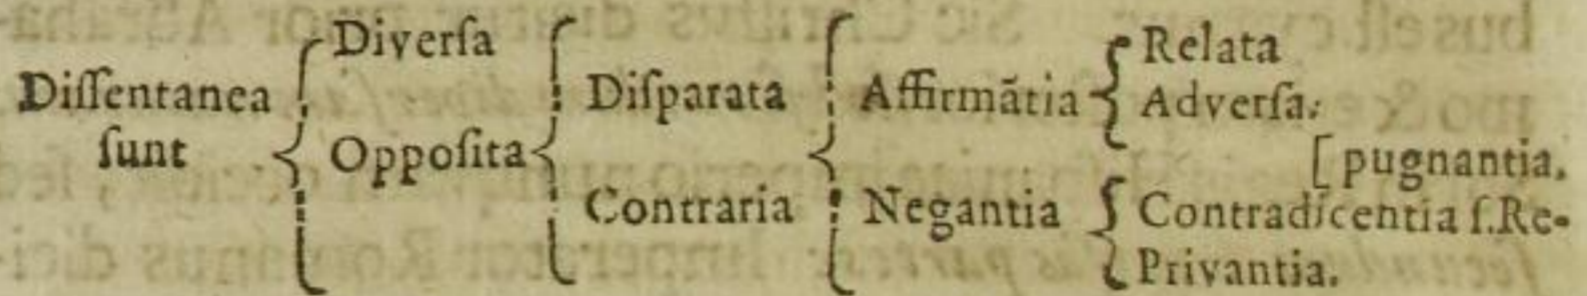 Diſſentanea ſunt
Diverſa
Oppoſita
Diſparata
Contraria
Affirmãtia
Negantia
Relata
Adverſa:
[pugnantia.
Contradicentia ſ.Re-
Privantia.